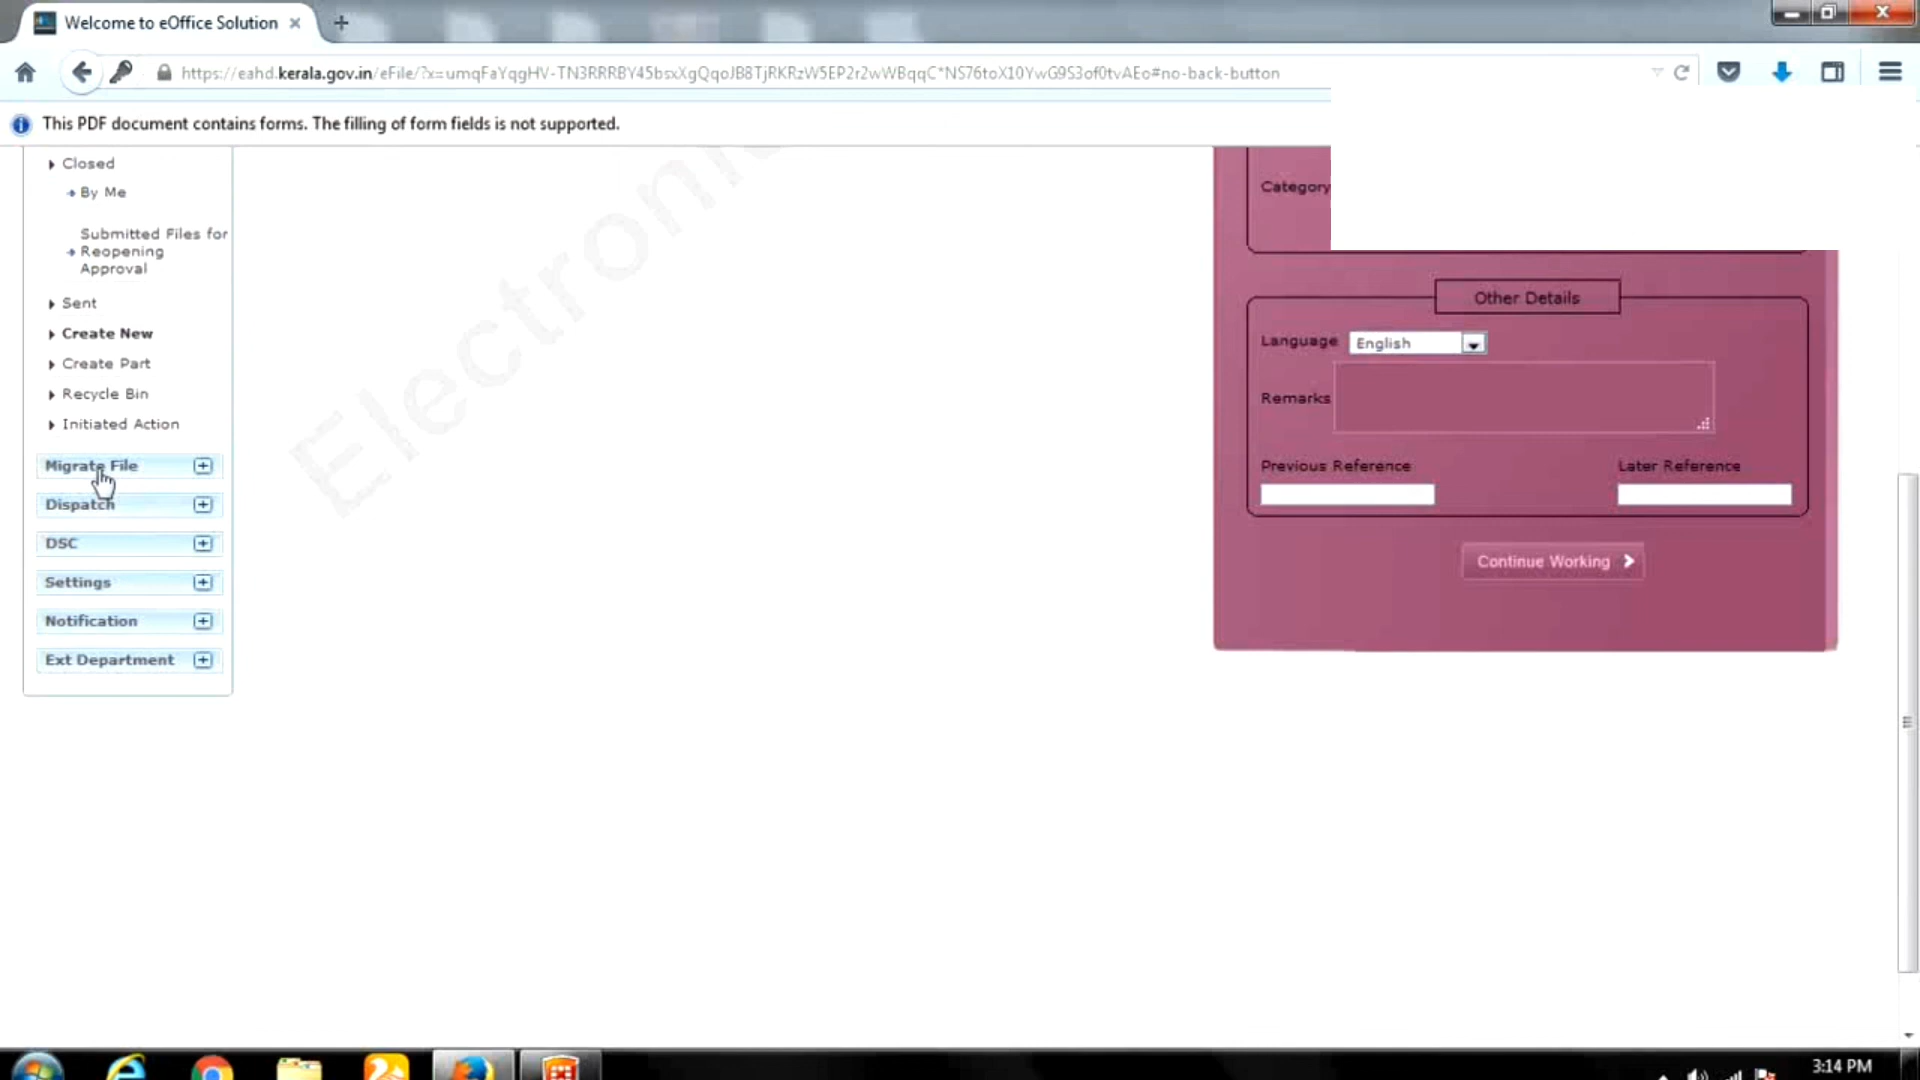 Welcome to eOffice Solution
https://eahd.kerala.gov.in/eFile/?x=umqFaYqgHV-TN3RRRBY45bsxXgQqoJB8TjRKRzW5EP2r2wWBqqC*NS76toX10YwG9S3of0tvAEo#no-back-button
This PDF document contains forms. The filling of form fields is not supported.
Closed
By Me
Submitted Files for
Reopening
Approval
Sent
Create New
Create Part
Recycle Bin
Initiated Action
Migrate File
Dispatch
DSC
Settings
Notification
Ext Department
Electroni
Category
Other Details
Language English
Remarks
Previous Reference Later Reference
Continue Working
3:14 PM